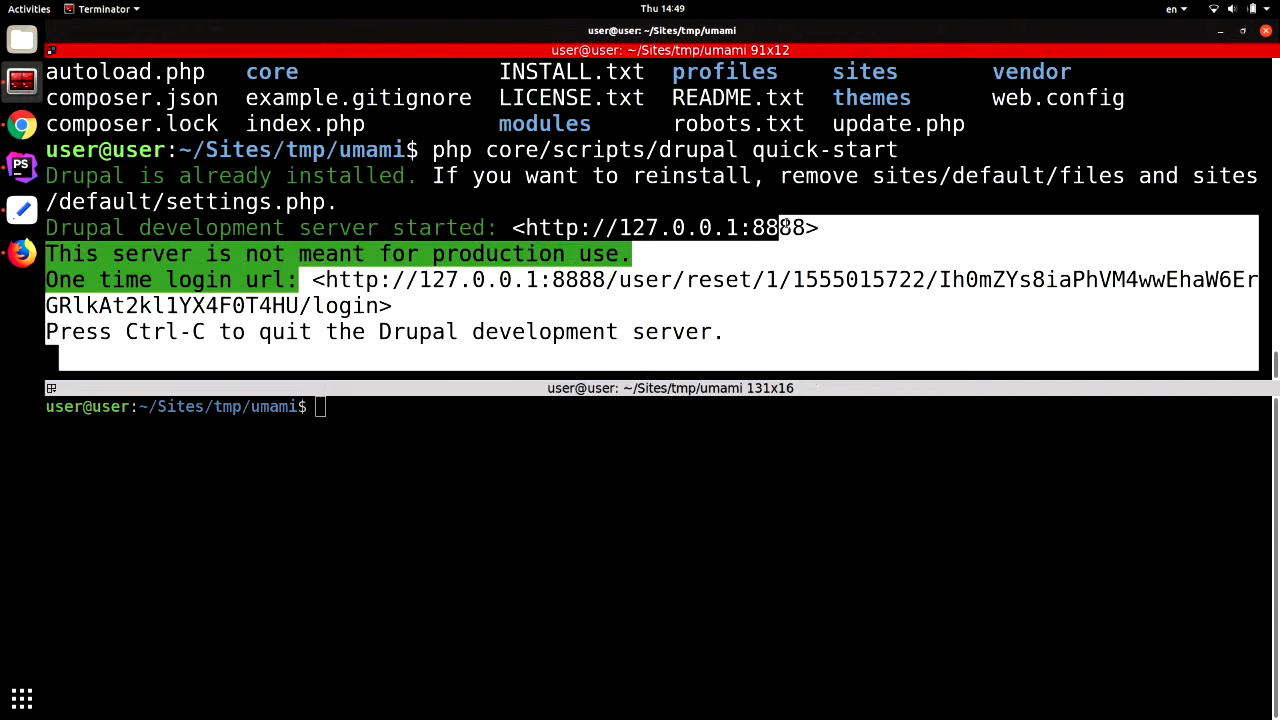 Activities Terminator Thu 14:49 en
user@user: ~/Sites/tmp/umami
user@user: ~/Sites/tmp/umami 91x12
autoload.php core INSTALL.txt profiles sites vendor
composer.json example.gitignore LICENSE.txt README.txt themes web.config
composer.lock index.php modules robots.txt update.php
user@user:~/Sites/tmp/umami$ php core/scripts/drupal quick-start
Drupal is already installed. If you want to reinstall, remove sites/default/files and sites
/default/settings.php.
Drupal development server started: <http://127.0.0.1:8888>
This server is not meant for production use.
One time login url: <http://127.0.0.1:8888/user/reset/1/1555015722/Ih0mZYs8iaPhVM4wwEhaW6Er
GRlkAt2kl1YX4F0T4HU/login>
Press Ctrl-C to quit the Drupal development server.
user@user: ~/Sites/tmp/umami 131x16
user@user:~/Sites/tmp/umami$
PS